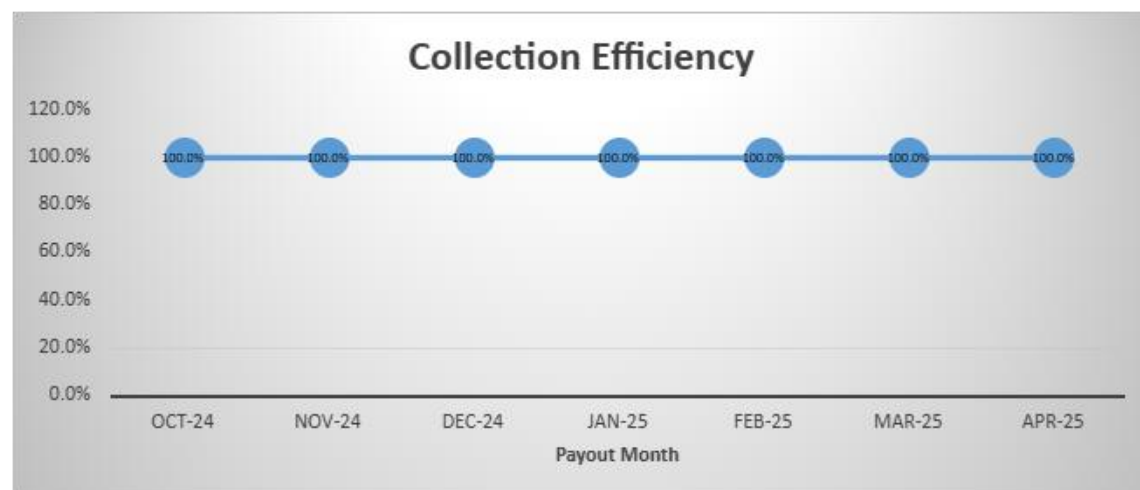 Collection Efficiency
120.0%
100.0%
100.0% 100.0% 100.0% 100.0% 100.0% 100.0% 100.0%
80.0%
60.0%
40.0%
20.0%
0.0%
OCT-24 NOV-24 DEC-24 JAN-25 FEB-25 MAR-25 APR-25
Payout Month